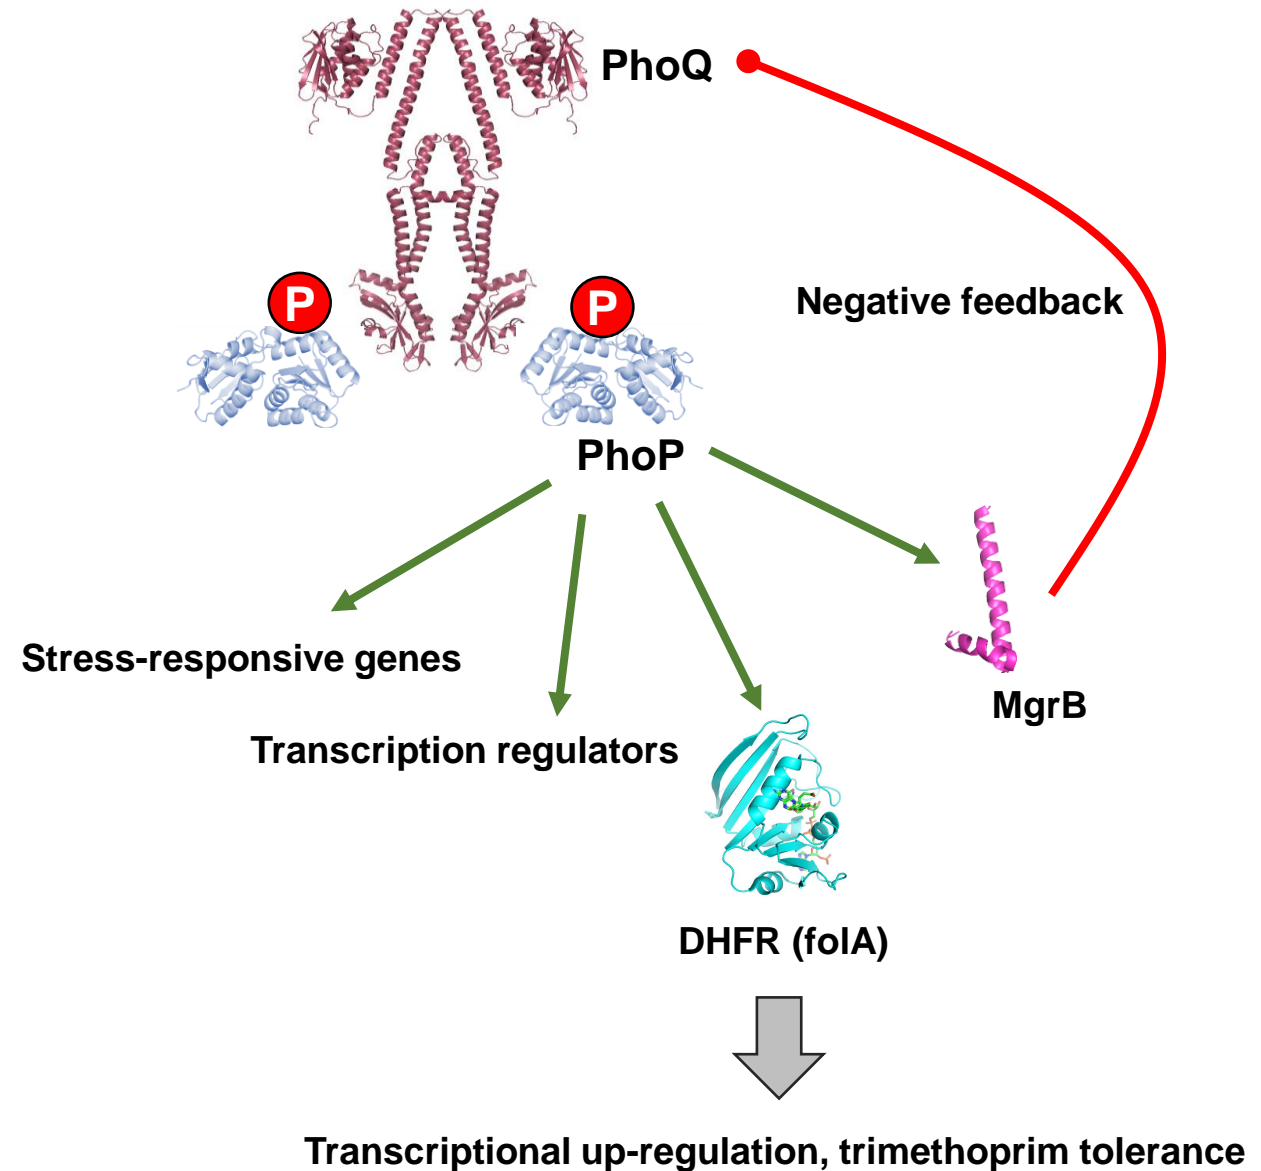 PhoQ
P
P
Negative feedback
PhoP
Stress-responsive genes
MgrB
Transcription regulators
DHFR (folA)
Transcriptional up-regulation, trimethoprim tolerance